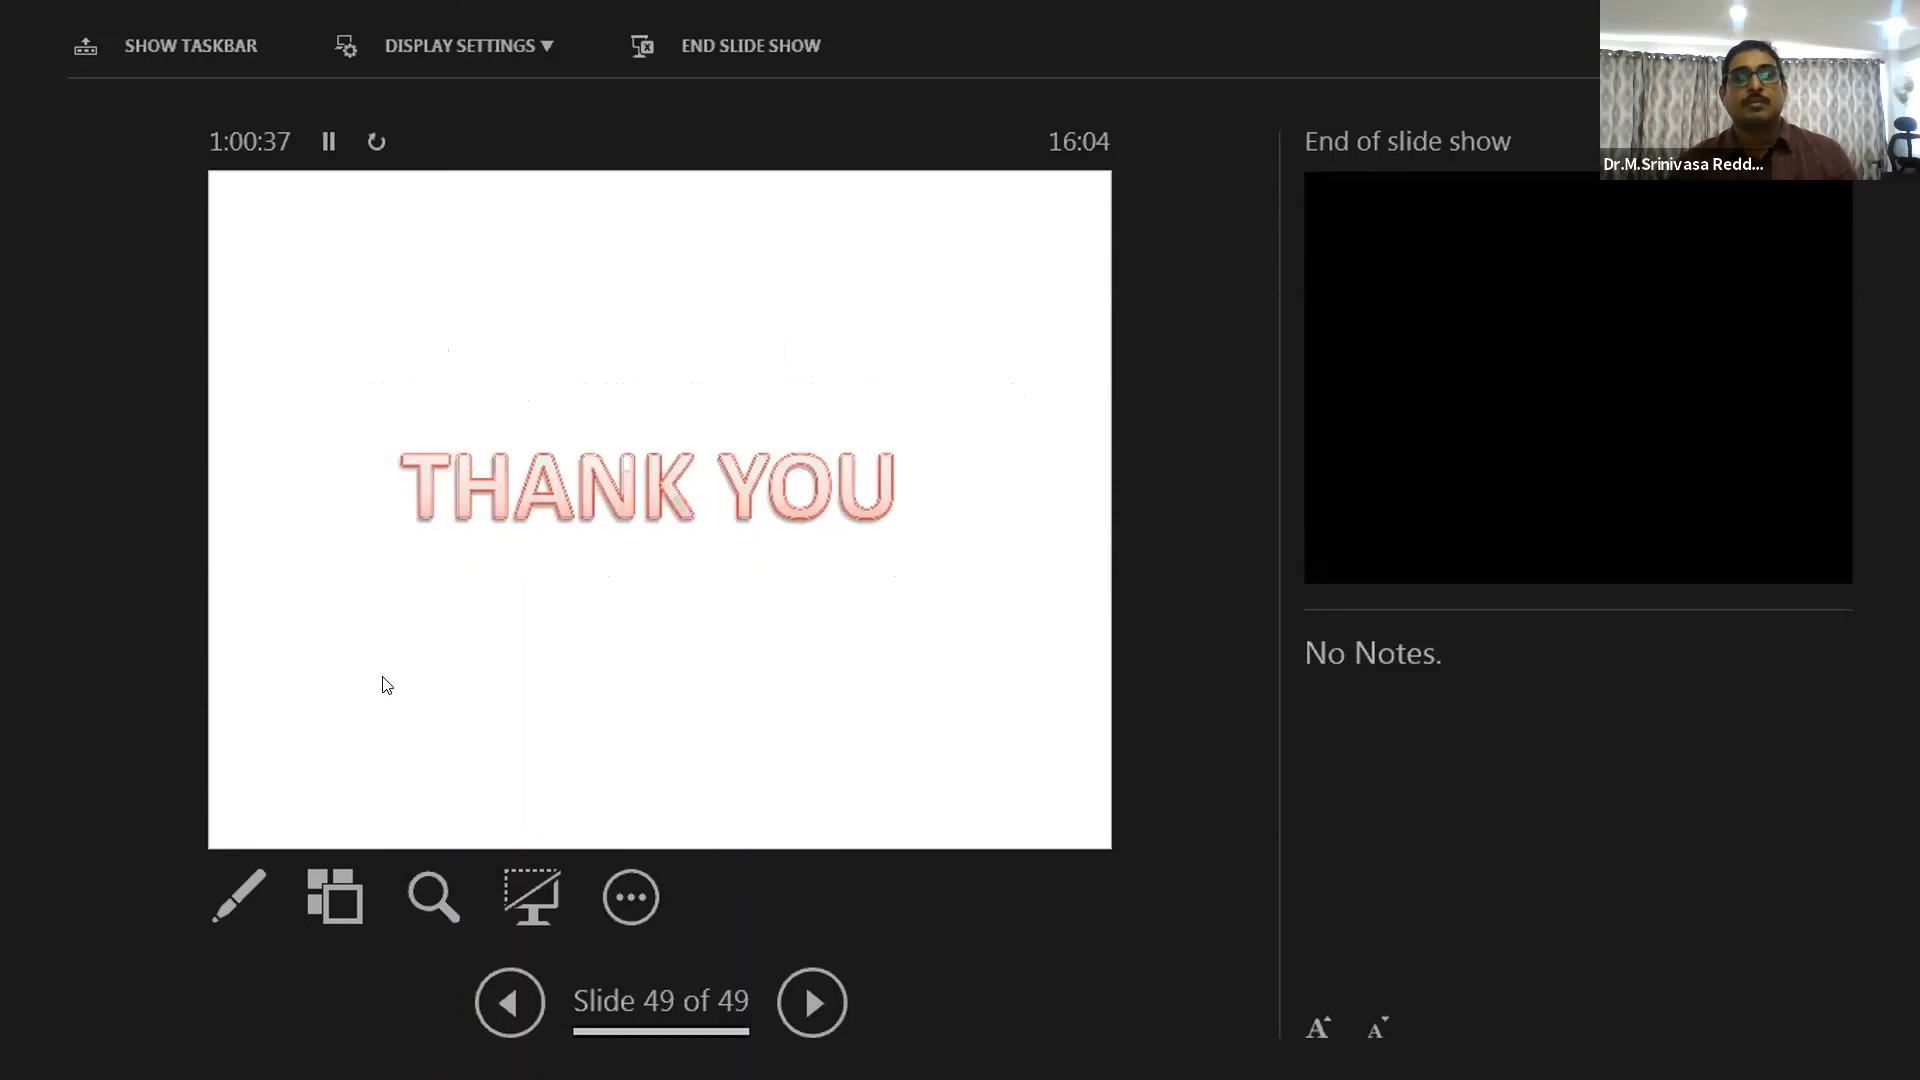 SHOW TASKBAR DISPLAY SETTINGS ▼ END SLIDE SHOW
1:00:37 16:04 End of slide show
Dr.M.Srinivasa Redd...
THANK YOU
No Notes.
Slide 49 of 49
A A